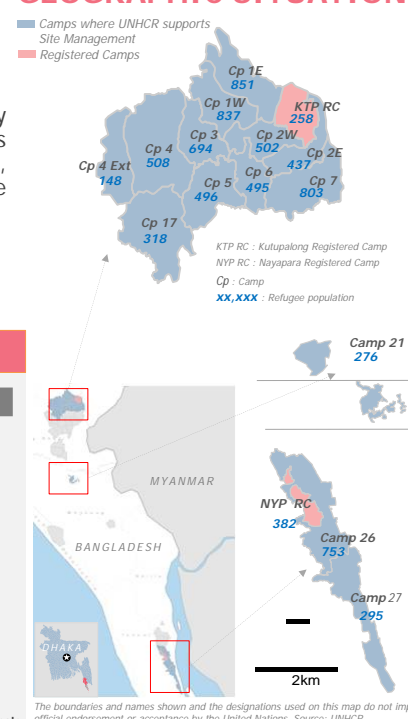 GEOGRAPHIC SITUATION
Camps where UNHCR supports
Site Management
Registered Camps
y
s
,
e
Cp 1E
851
Cp 1W
837
KTP RC
258
Cp 3
694
Cp 2W
502
Cp 4
508
Cp 2E
437
Cp 4 Ext
148
Cp 6
495
Cp 7
803
Cp 5
496
Cp 17
318
KTP RC : Kutupalong Registered Camp
NYP RC : Nayapara Registered Camp
Cp : Camp
xx,xxx : Refugee population
Camp 21
276
MYANMAR
NYP RC
382
Camp 26
753
BANGLADESH
Camp 27
295
DHAKA
2km
The boundaries and names shown and the designations used on this map do not imp
official endorsement or acceptance by the United Nations. Source: UNHCR